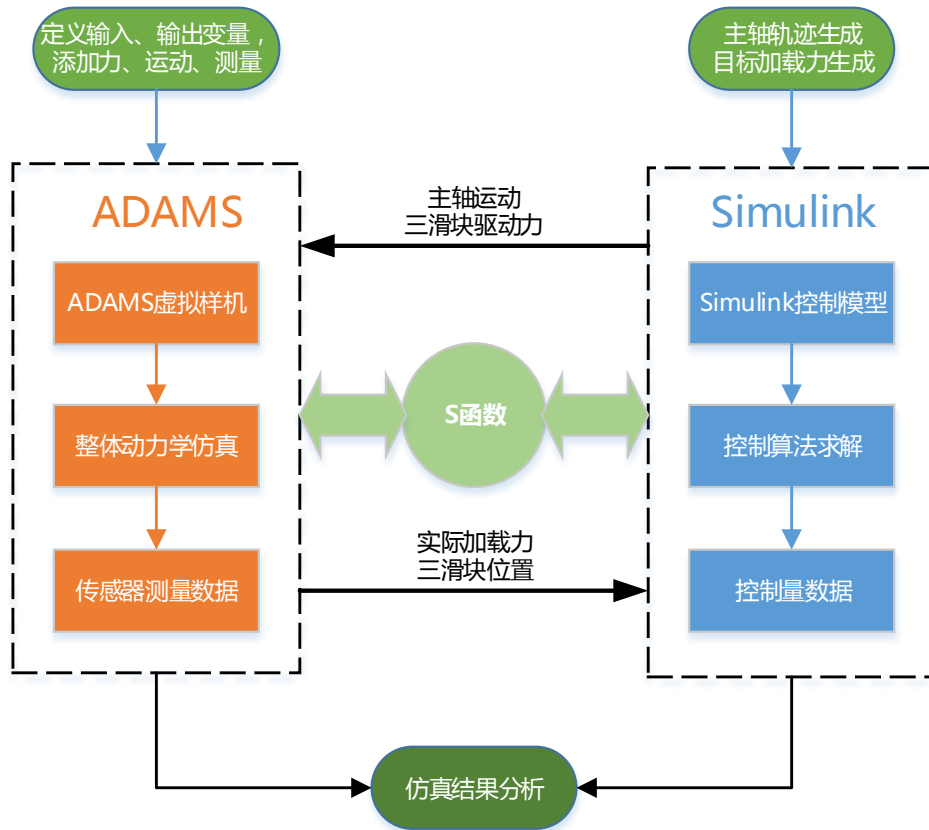 定义输入、输出变量，
添加力、运动、测量
主轴轨迹生成
目标加载力生成
ADAMS
主轴运动
三滑块驱动力
Simulink
ADAMS虚拟样机
Simulink控制模型
整体动力学仿真
S函数
控制算法求解
实际加载力
三滑块位置
传感器测量数据
控制量数据
仿真结果分析